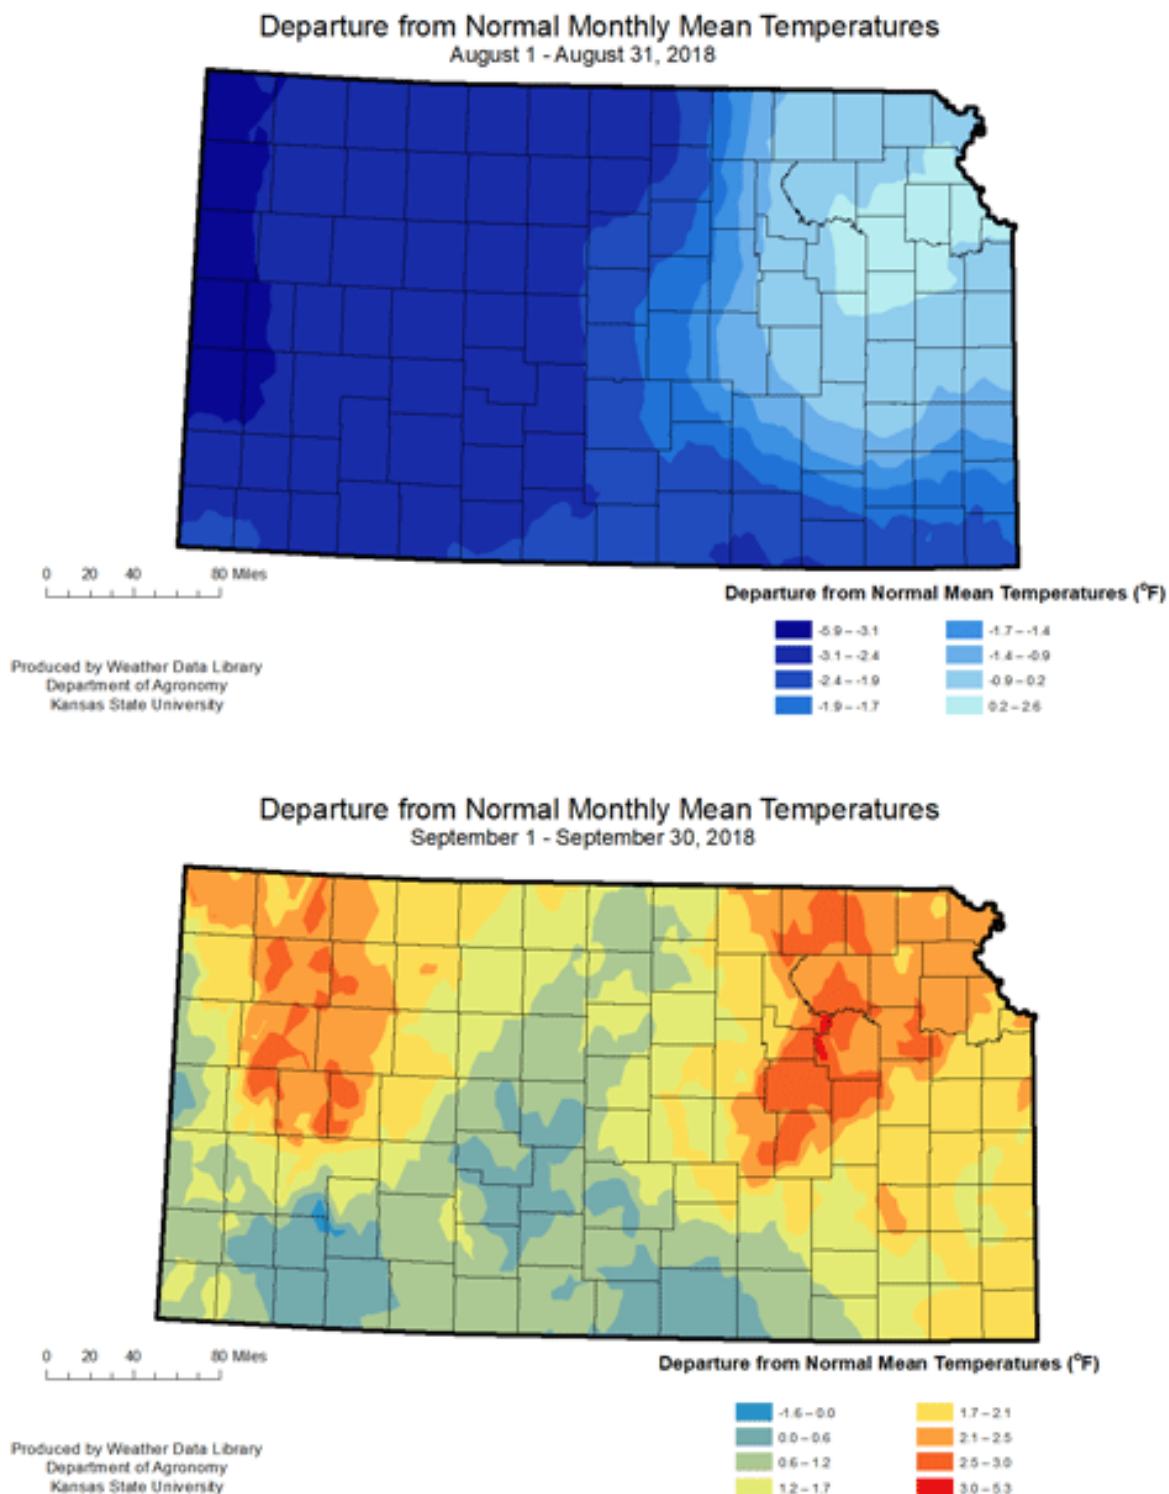 Departure from Normal Monthly Mean Temperatures
August 1 - August 31, 2018
0 20 40 80 Miles
Departure from Normal Mean Temperatures (°F)
-5.9 – -3.1 -1.7 – -1.4
-3.1 – -2.4 -1.4 – -0.9
-2.4 – -1.9 -0.9 – 0.2
-1.9 – -1.7 0.2 – 2.6
Produced by Weather Data Library
Department of Agronomy
Kansas State University
Departure from Normal Monthly Mean Temperatures
September 1 - September 30, 2018
0 20 40 80 Miles
Departure from Normal Mean Temperatures (°F)
-1.6 – 0.0 1.7 – 2.1
0.0 – 0.6 2.1 – 2.5
0.6 – 1.2 2.5 – 3.0
1.2 – 1.7 3.0 – 5.3
Produced by Weather Data Library
Department of Agronomy
Kansas State University